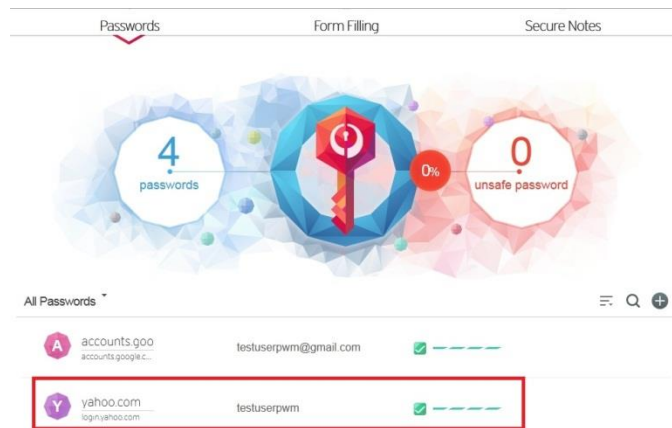 Passwords Form Filling Secure Notes
4
passwords
0%
0
unsafe password
All Passwords
A accounts.goo
accounts.google.c... testuserpwm@gmail.com
Y yahoo.com
login.yahoo.com testuserpwm